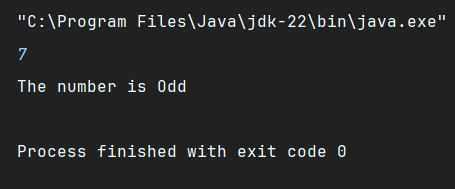 "C:\Program Files\Java\jdk-22\bin\java.exe"
7
The number is Odd
Process finished with exit code 0